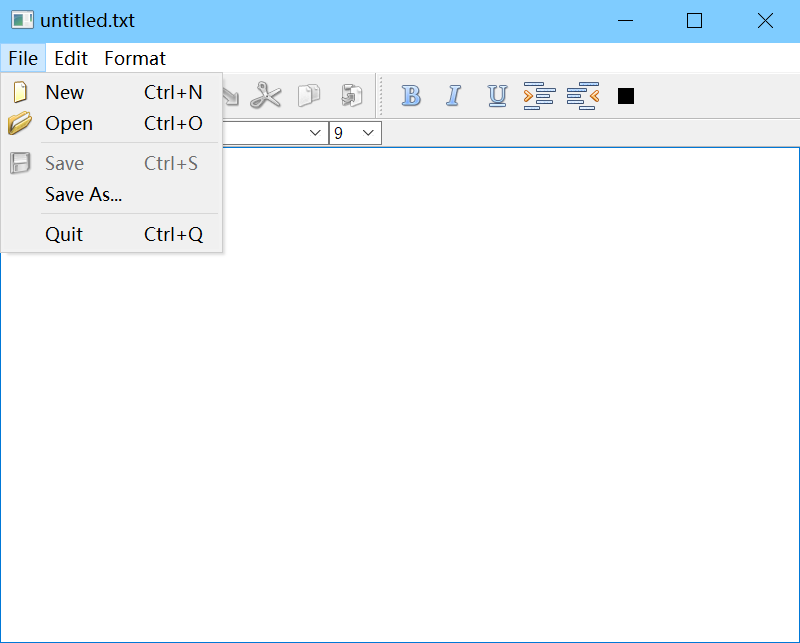 untitled.txt
File Edit Format
New Ctrl+N
Open Ctrl+O
Save Ctrl+S
Save As...
Quit Ctrl+Q
B I U
9